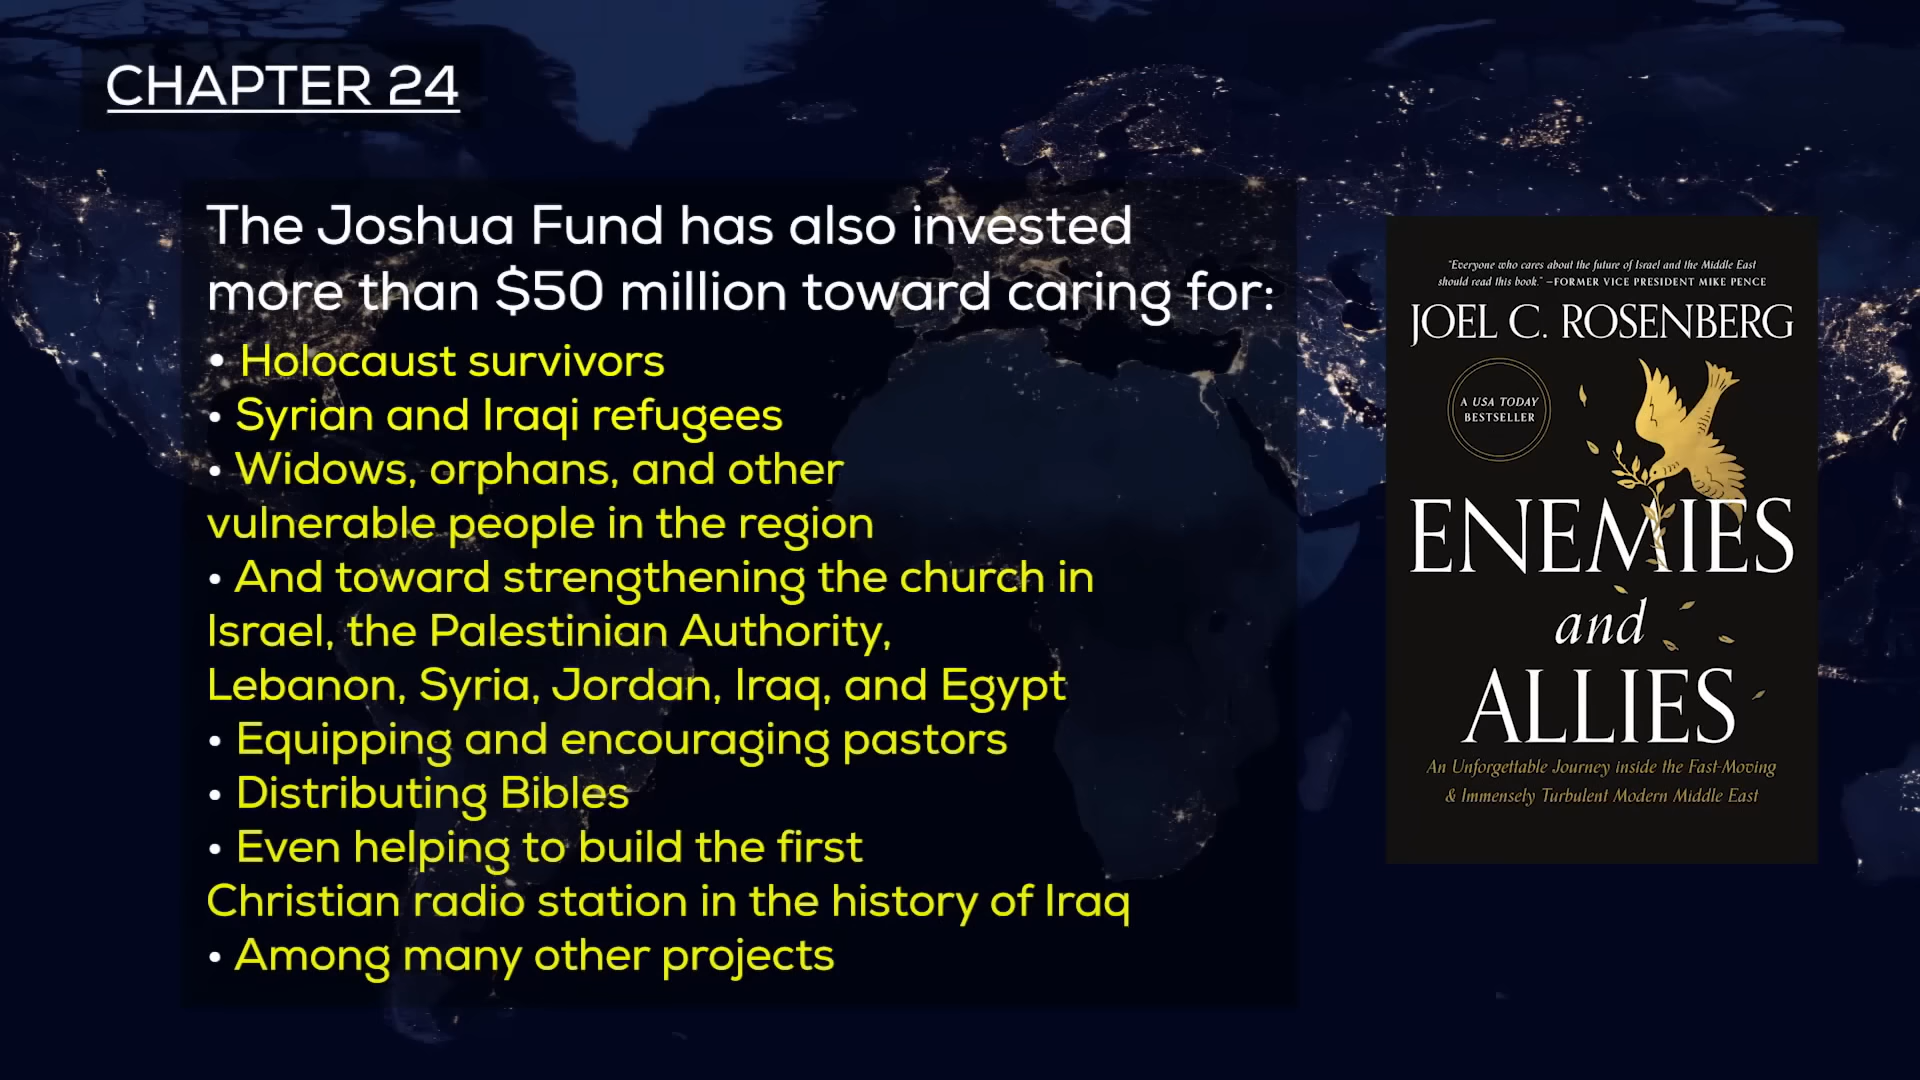 CHAPTER 24
The Joshua Fund has also invested
more than $50 million toward caring for:
• Holocaust survivors
• Syrian and Iraqi refugees
• Widows, orphans, and other
vulnerable people in the region
• And toward strengthening the church in
Israel, the Palestinian Authority,
Lebanon, Syria, Jordan, Iraq, and Egypt
• Equipping and encouraging pastors
• Distributing Bibles
• Even helping to build the first
Christian radio station in the history of Iraq
• Among many other projects
"Everyone who cares about the future of Israel and the Middle East
should read this book." —FORMER VICE PRESIDENT MIKE PENCE
JOEL C. ROSENBERG
A USA TODAY
BESTSELLER
ENEMIES
and
ALLIES
An Unforgettable Journey inside the Fast-Moving
& Immensely Turbulent Modern Middle East